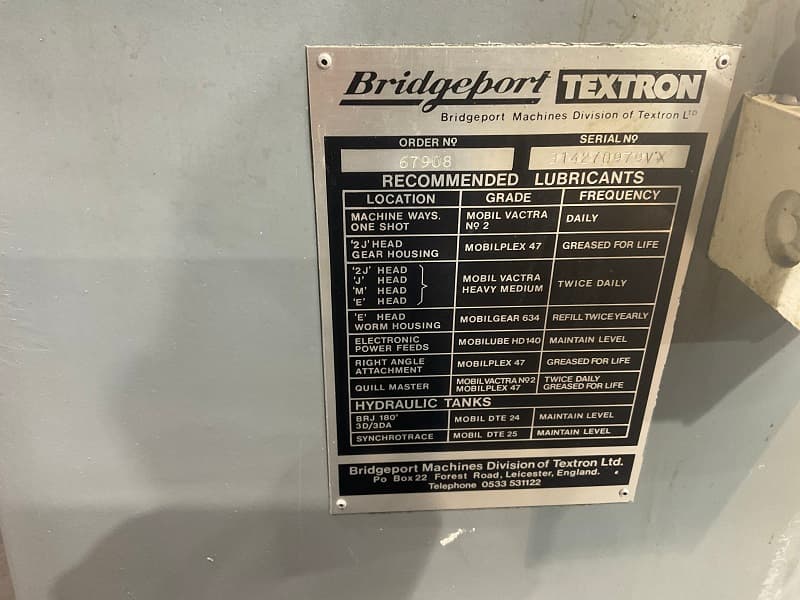 Bridgeport TEXTRON
Bridgeport Machines Division of Textron LTD
ORDER Nº SERIAL Nº
67908
RECOMMENDED LUBRICANTS
LOCATION GRADE FREQUENCY
MACHINE WAYS. MOBIL VACTRA DAILY
ONE SHOT Nº 2
'2J' HEAD MOBILPLEX 47 GREASED FOR LIFE
GEAR HOUSING
'2J' HEAD
'J' HEAD MOBIL VACTRA TWICE DAILY
'M' HEAD HEAVY MEDIUM
'E' HEAD
'E' HEAD MOBILGEAR 634 REFILL TWICE YEARLY
WORM HOUSING
ELECTRONIC MOBILUBE HD140 MAINTAIN LEVEL
POWER FEEDS
RIGHT ANGLE MOBILPLEX 47 GREASED FOR LIFE
ATTACHMENT
QUILL MASTER MOBIL VACTRA Nº2 TWICE DAILY
MOBILPLEX 47 GREASED FOR LIFE
HYDRAULIC TANKS
BRJ 180' MOBIL DTE 24 MAINTAIN LEVEL
3D/3DA
SYNCHROTRACE MOBIL DTE 25 MAINTAIN LEVEL
Bridgeport Machines Division of Textron Ltd.
Po Box 22 Forest Road, Leicester, England.
Telephone 0533 531122